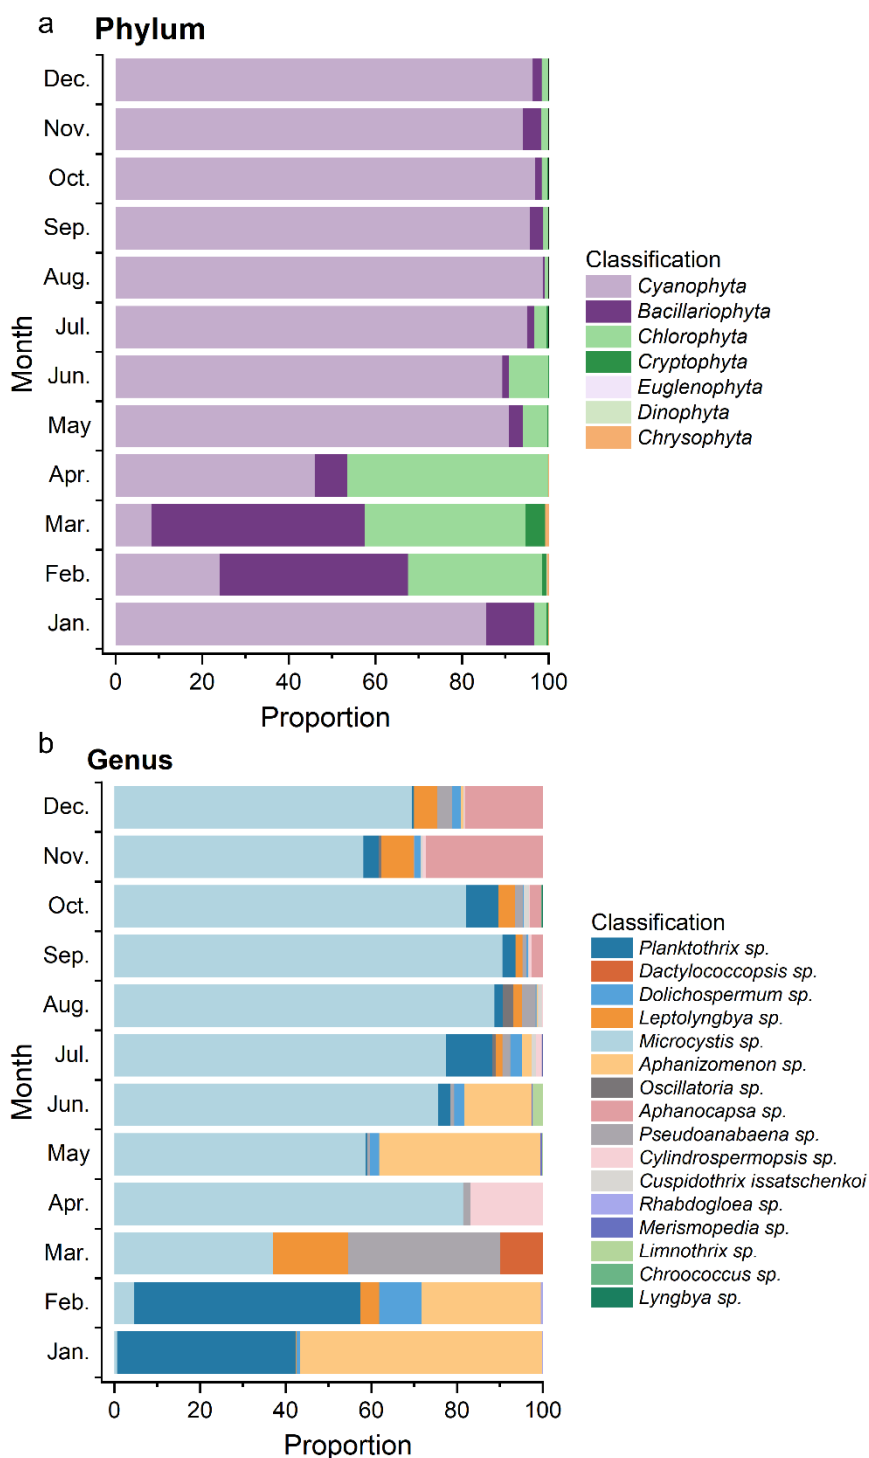 a Phylum
Dec.
Nov.
Oct.
Sep.
Aug.
Jul.
Jun.
May
Apr.
Mar.
Feb.
Jan.
Month
0 20 40 60 80 100
Proportion
Classification
Cyanophyta
Bacillariophyta
Chlorophyta
Cryptophyta
Euglenophyta
Dinophyta
Chrysophyta
b Genus
Dec.
Nov.
Oct.
Sep.
Aug.
Jul.
Jun.
May
Apr.
Mar.
Feb.
Jan.
Month
0 20 40 60 80 100
Proportion
Classification
Planktothrix sp.
Dactylococcopsis sp.
Dolichospermum sp.
Leptolyngbya sp.
Microcystis sp.
Aphanizomenon sp.
Oscillatoria sp.
Aphanocapsa sp.
Pseudoanabaena sp.
Cylindrospermopsis sp.
Cuspidothrix issatschenkoi
Rhabdogloea sp.
Merismopedia sp.
Limnothrix sp.
Chroococcus sp.
Lyngbya sp.